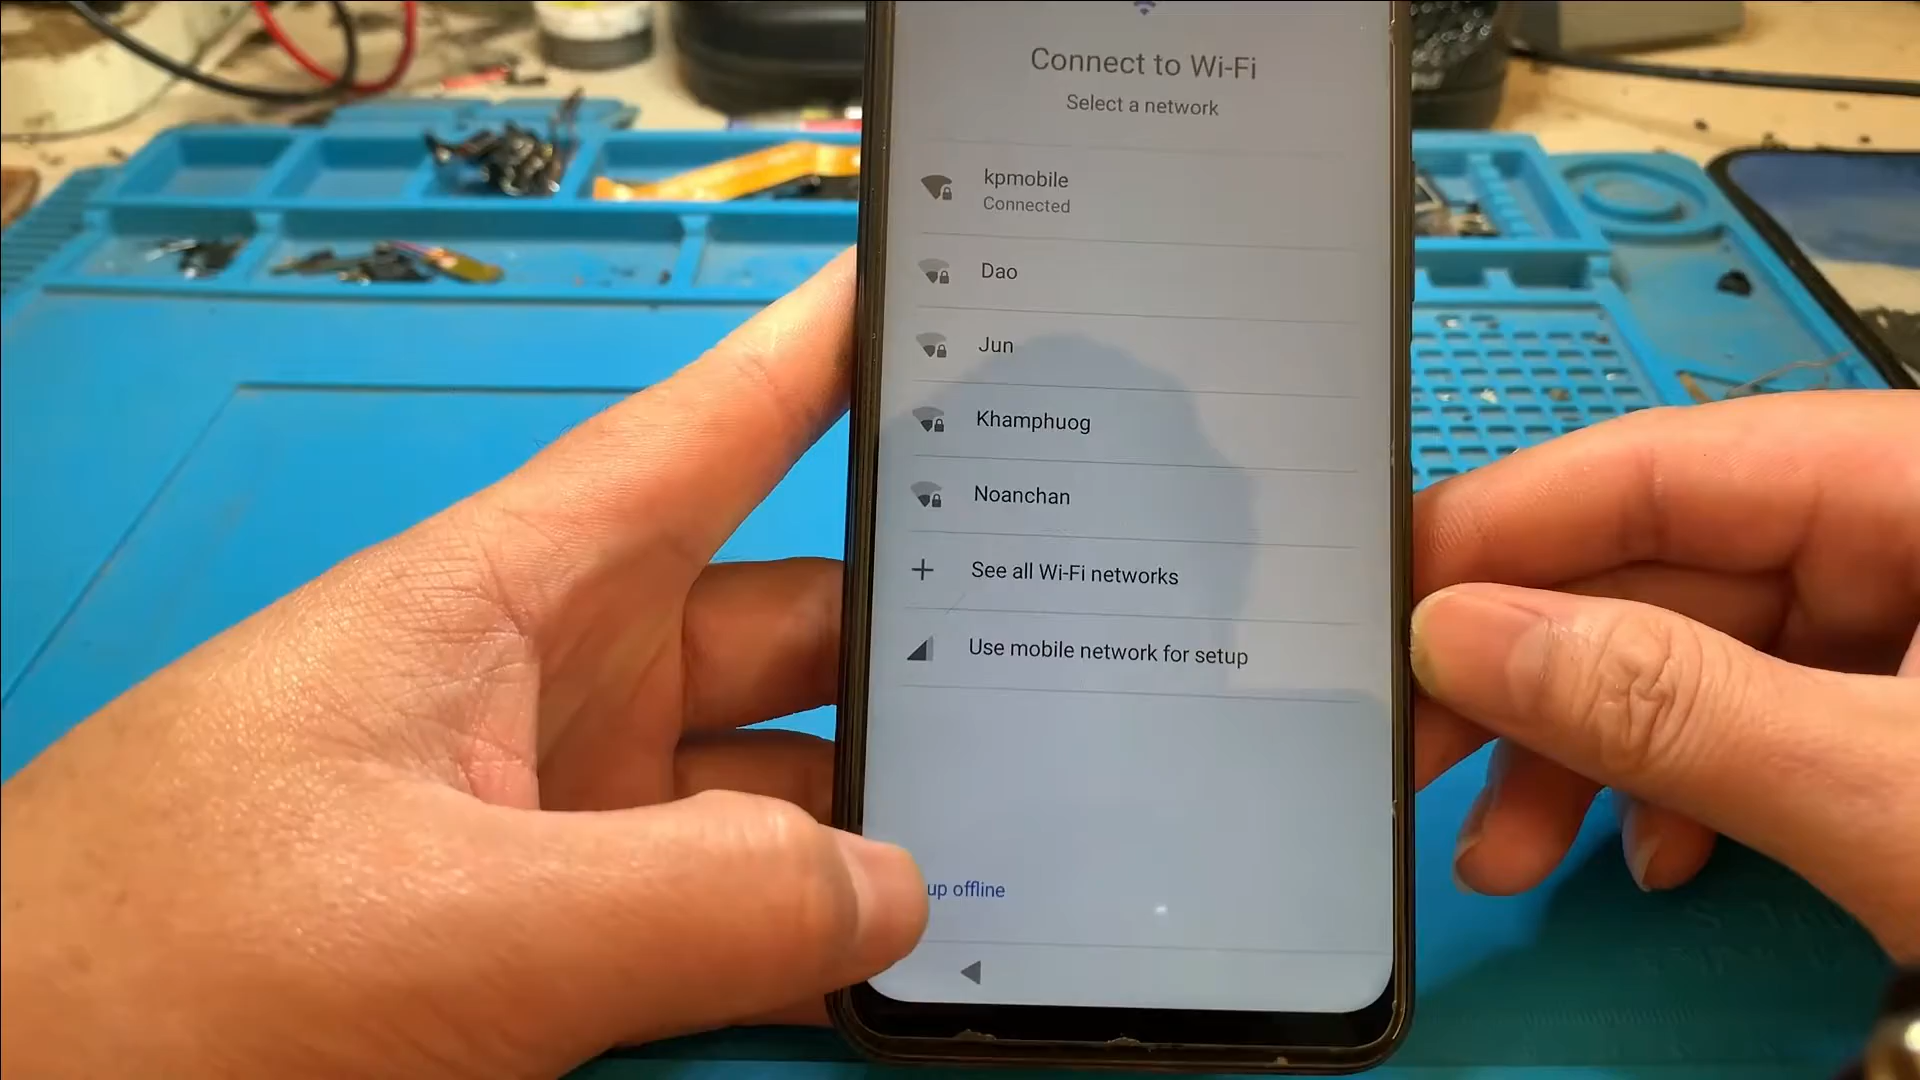 Connect to Wi-Fi
Select a network
kpmobile
Connected
Dao
Jun
Khamphuog
Noanchan
See all Wi-Fi networks
Use mobile network for setup
up offline